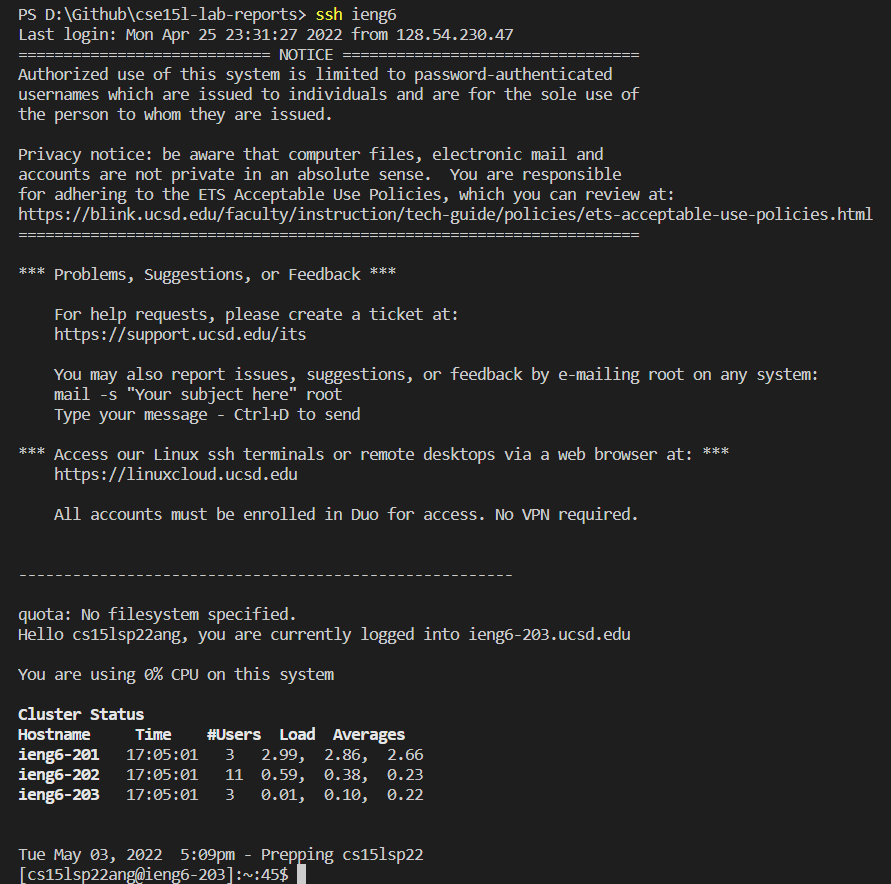 PS D:\Github\cse15l-lab-reports> ssh ieng6
Last login: Mon Apr 25 23:31:27 2022 from 128.54.230.47
============================ NOTICE =================================
Authorized use of this system is limited to password-authenticated
usernames which are issued to individuals and are for the sole use of
the person to whom they are issued.

Privacy notice: be aware that computer files, electronic mail and
accounts are not private in an absolute sense.  You are responsible
for adhering to the ETS Acceptable Use Policies, which you can review at:
https://blink.ucsd.edu/faculty/instruction/tech-guide/policies/ets-acceptable-use-policies.html
=====================================================================

*** Problems, Suggestions, or Feedback ***

    For help requests, please create a ticket at:
    https://support.ucsd.edu/its

    You may also report issues, suggestions, or feedback by e-mailing root on any system:
    mail -s "Your subject here" root
    Type your message - Ctrl+D to send

*** Access our Linux ssh terminals or remote desktops via a web browser at: ***
    https://linuxcloud.ucsd.edu

    All accounts must be enrolled in Duo for access. No VPN required.


-------------------------------------------------------

quota: No filesystem specified.
Hello cs15lsp22ang, you are currently logged into ieng6-203.ucsd.edu

You are using 0% CPU on this system

Cluster Status
Hostname     Time    #Users  Load  Averages
ieng6-201   17:05:01   3   2.99,  2.86,  2.66
ieng6-202   17:05:01   11  0.59,  0.38,  0.23
ieng6-203   17:05:01   3   0.01,  0.10,  0.22


Tue May 03, 2022  5:09pm - Prepping cs15lsp22
[cs15lsp22ang@ieng6-203]:~:45$